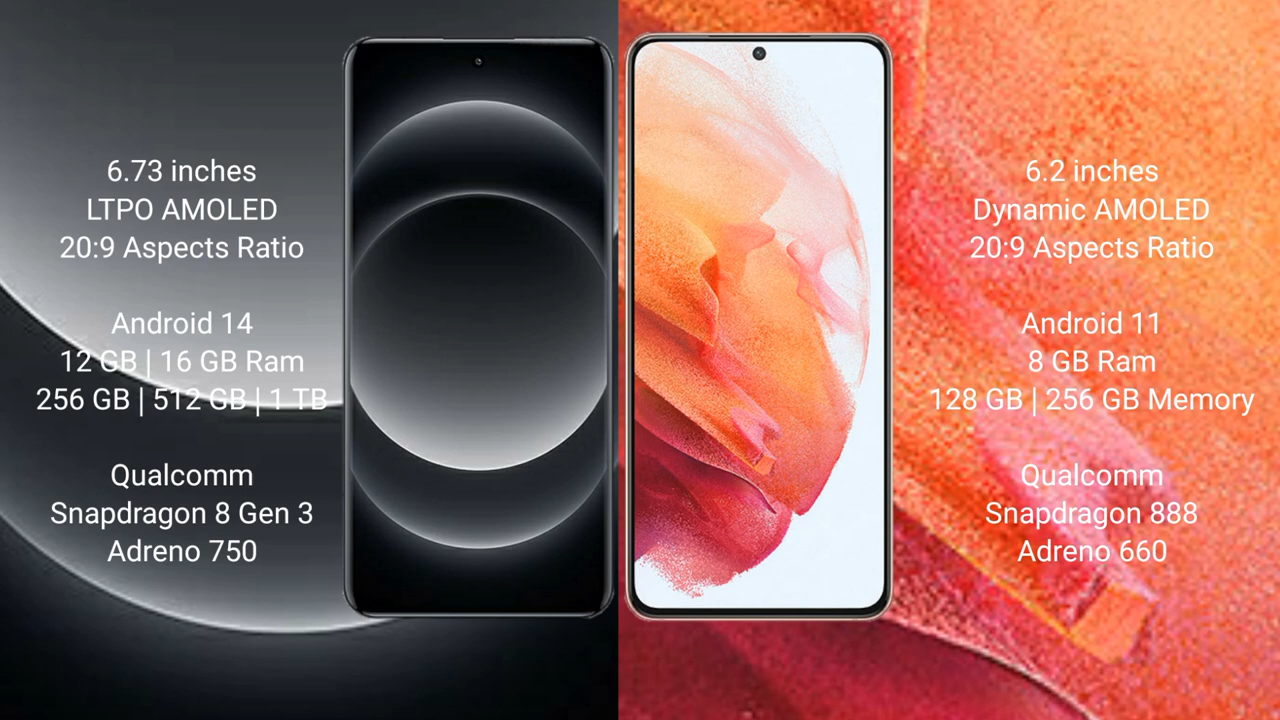 6.73 inches
LTPO AMOLED
20:9 Aspects Ratio
Android 14
12 GB | 16 GB Ram
256 GB | 512 GB | 1 TB
Qualcomm
Snapdragon 8 Gen 3
Adreno 750
6.2 inches
Dynamic AMOLED
20:9 Aspects Ratio
Android 11
8 GB Ram
128 GB | 256 GB Memory
Qualcomm
Snapdragon 888
Adreno 660